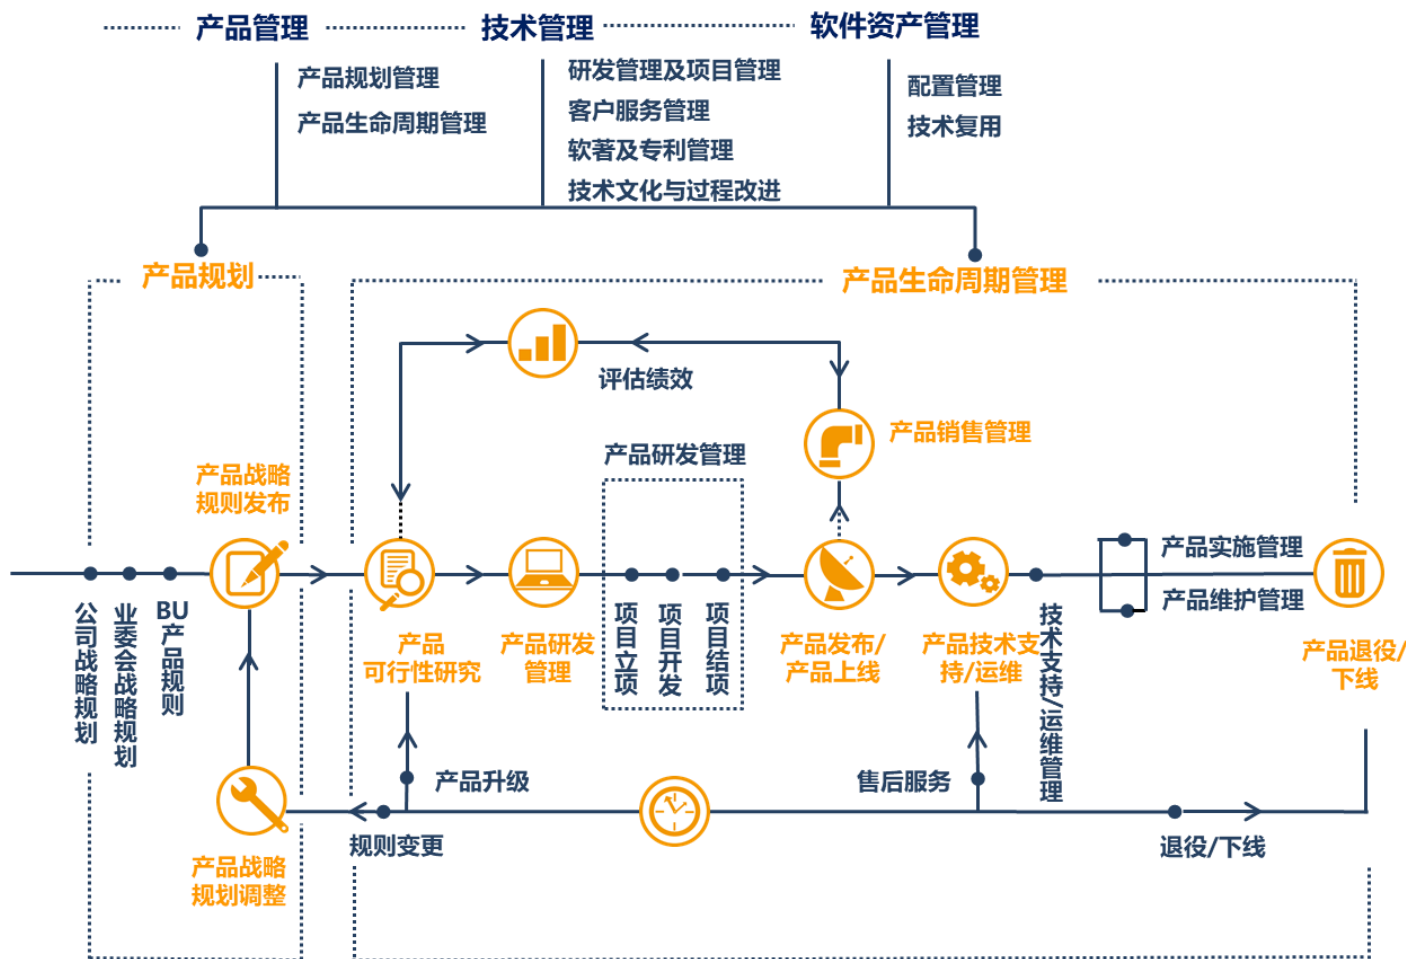 产品管理
技术管理
软件资产管理
产品规划管理
产品生命周期管理
研发管理及项目管理
客户服务管理
软著及专利管理
技术文化与过程改进
配置管理
技术复用
产品规划
产品生命周期管理
评估绩效
产品销售管理
产品研发管理
产品战略
规则发布
公司战略规划
业委会战略规划
BU产品规则
产品
可行性研究
产品研发
管理
项目立项
项目开发
项目结项
产品发布/
产品上线
产品技术支
持/运维
技术支持/运维管理
产品实施管理
产品维护管理
产品退役/
下线
产品升级
售后服务
规则变更
退役/下线
产品战略
规划调整